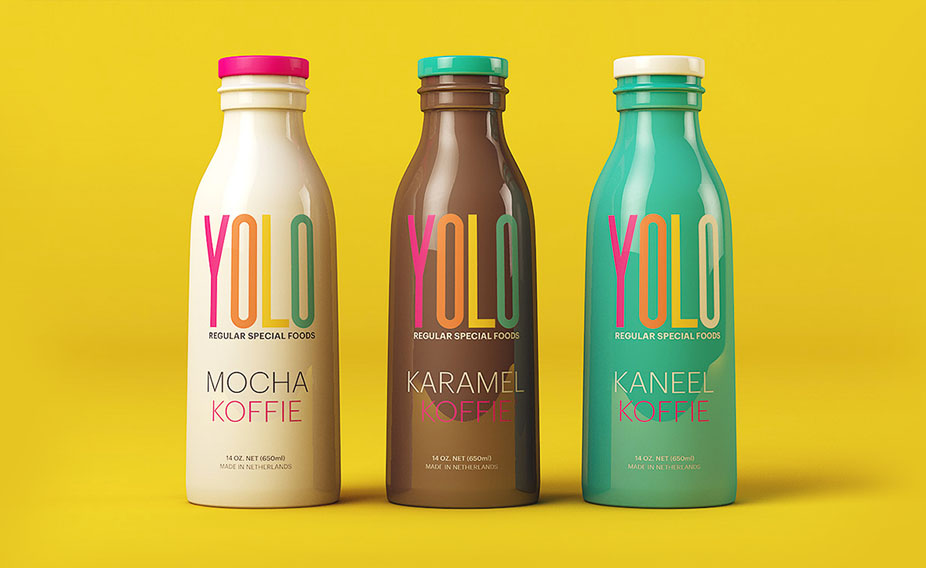 YOLO
REGULAR SPECIAL FOODS
MOCHA
KOFFIE
14 OZ. NET (650ml)
MADE IN NETHERLANDS
YOLO
REGULAR SPECIAL FOODS
KARAMEL
KOFFIE
14 OZ. NET (650ml)
MADE IN NETHERLANDS
YOLO
REGULAR SPECIAL FOODS
KANEEL
KOFFIE
14 OZ. NET (650ml)
MADE IN NETHERLANDS